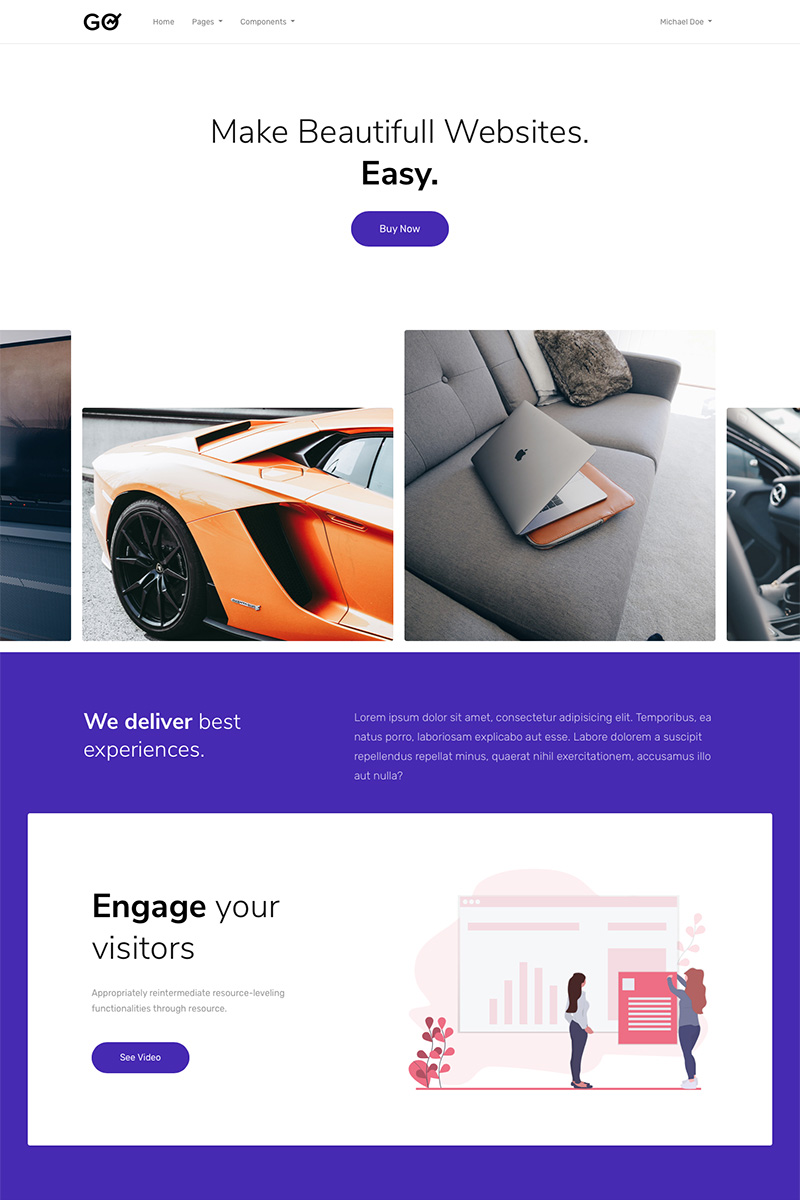 GO
Home
Pages
Components
Michael Doe
Make Beautifull Websites.
Easy.
Buy Now
We deliver best
experiences.
Lorem ipsum dolor sit amet, consectetur adipisicing elit. Temporibus, ea
natus porro, laboriosam explicabo aut esse. Labore dolorem a suscipit
repellendus repellat minus, quaerat nihil exercitationem, accusamus illo
aut nulla?
Engage your
visitors
Appropriately reintermediate resource-leveling
functionalities through resource.
See Video